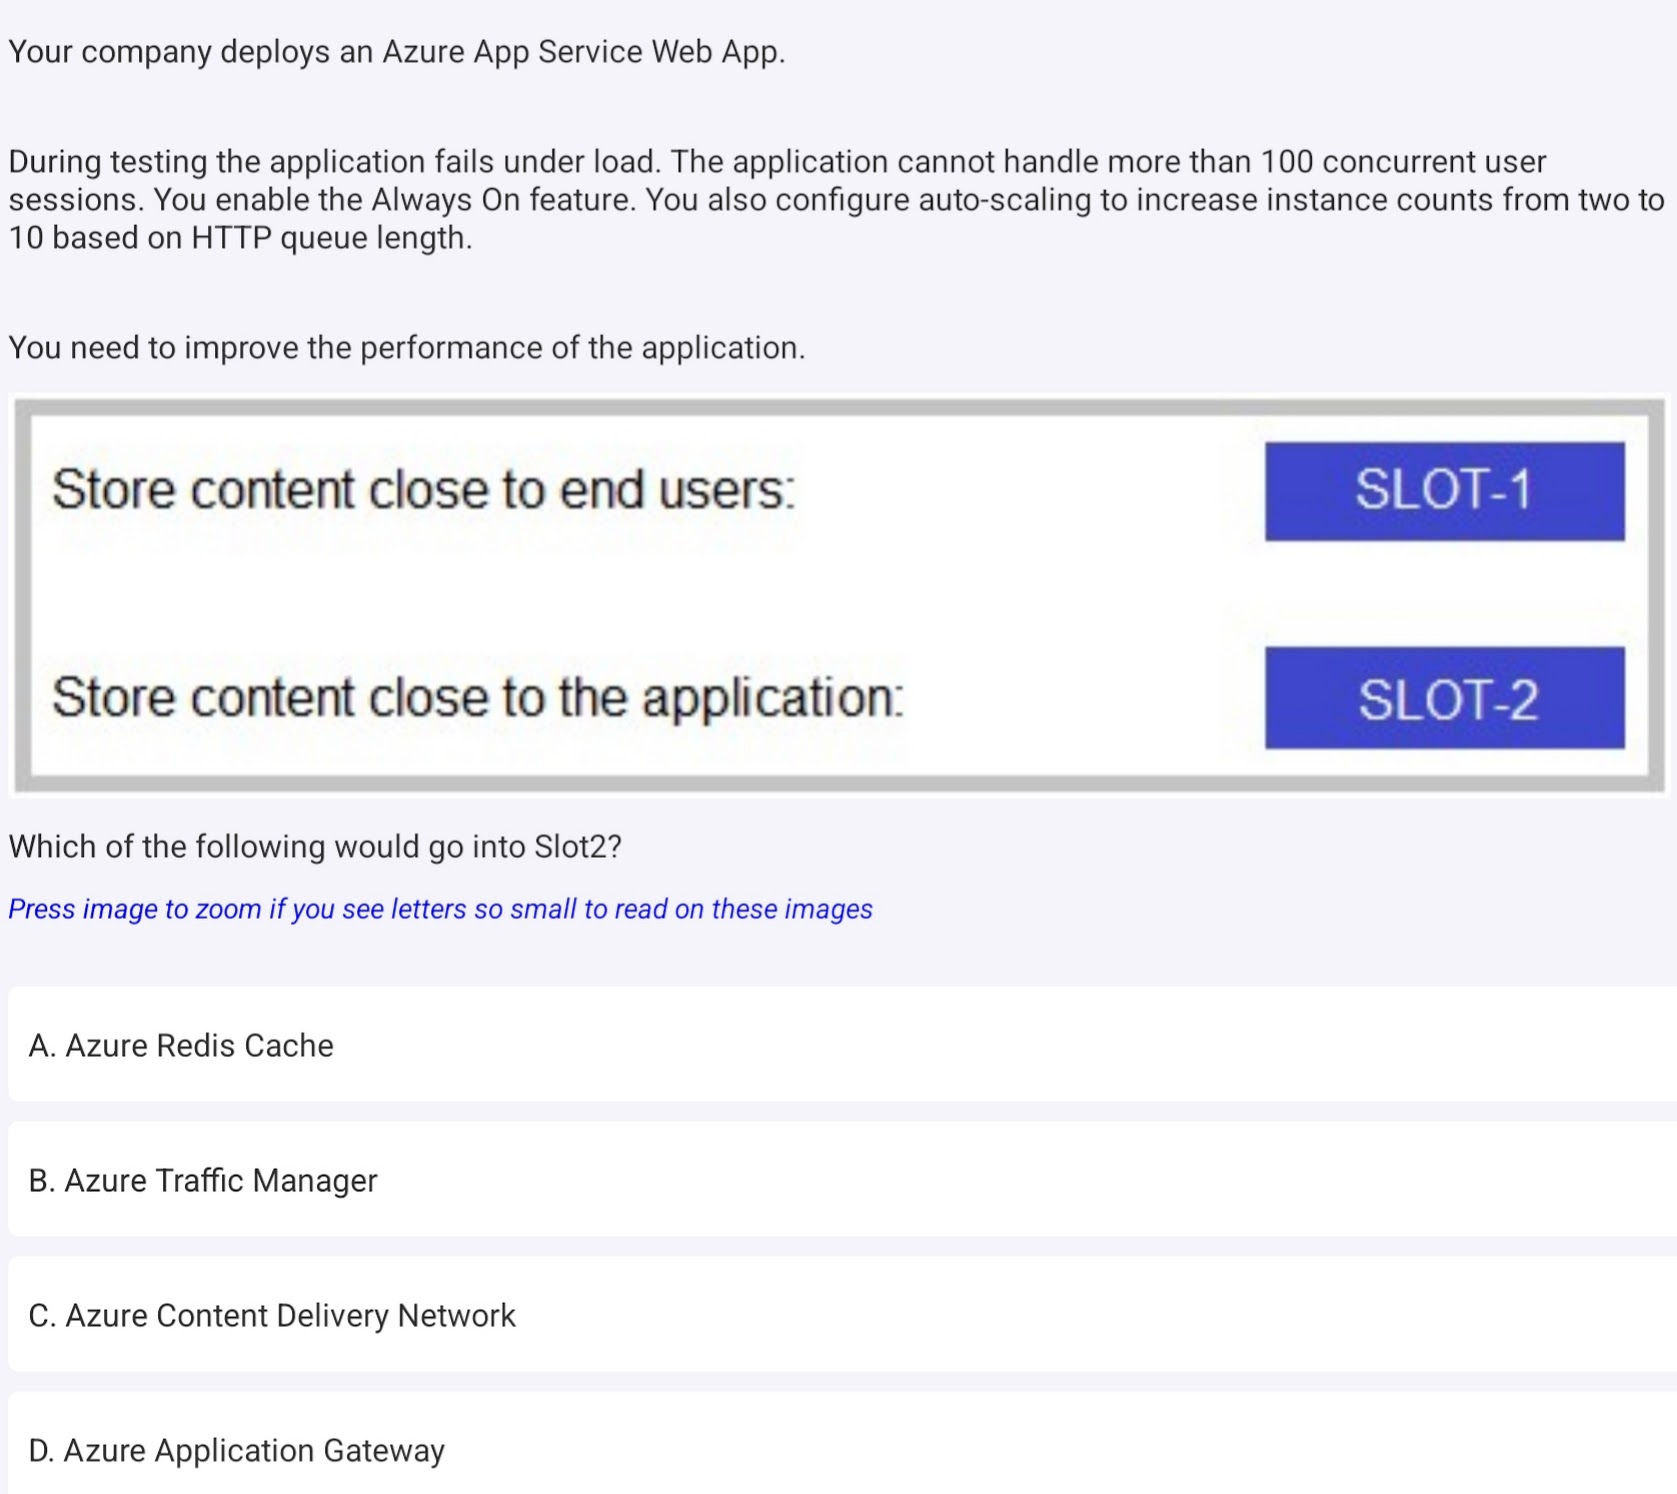 Your company deploys an Azure App Service Web App.
During testing the application fails under load. The application cannot handle more than 100 concurrent user
sessions. You enable the Always On feature. You also configure auto-scaling to increase instance counts from two to
10 based on HTTP queue length.
You need to improve the performance of the application.
Store content close to end users: SLOT-1
Store content close to the application: SLOT-2
Which of the following would go into Slot2?
Press image to zoom if you see letters so small to read on these images
A. Azure Redis Cache
B. Azure Traffic Manager
C. Azure Content Delivery Network
D. Azure Application Gateway